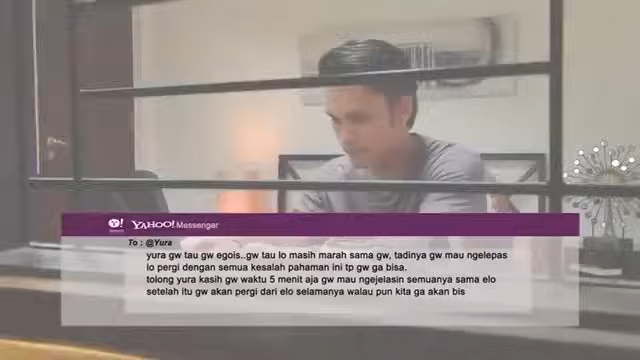 YAHOO! Messenger
To : @Yura
yura gw tau gw egois..gw tau lo masih marah sama gw, tadinya gw mau ngelepas
lo pergi dengan semua kesalah pahaman ini tp gw ga bisa.
tolong yura kasih gw waktu 5 menit aja gw mau ngejelasin semuanya sama elo
setelah itu gw akan pergi dari elo selamanya walau pun kita ga akan bis